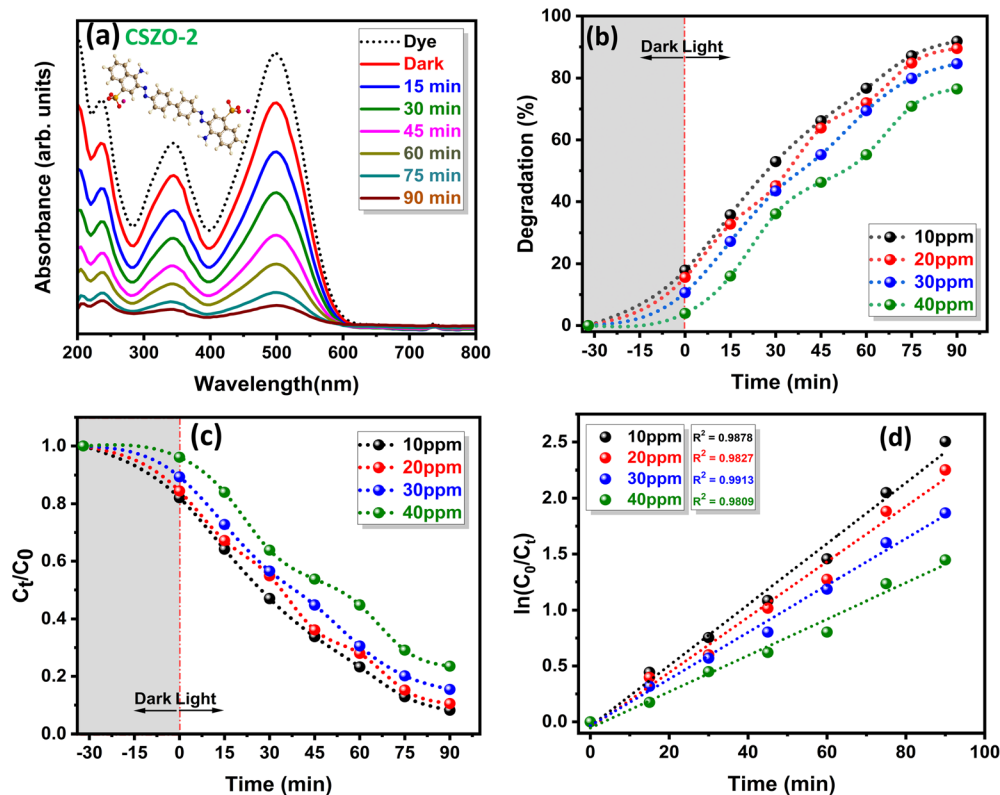 (a) CSZO-2
Dye
Dark
15 min
30 min
45 min
60 min
75 min
90 min
Absorbance (arb. units)
200 300 400 500 600 700 800
Wavelength(nm)
(b)
Dark Light
100
80
60
40
20
0
Degradation (%)
10ppm
20ppm
30ppm
40ppm
-30 -15 0 15 30 45 60 75 90
Time (min)
(c)
10ppm
20ppm
30ppm
40ppm
1.0
0.8
0.6
0.4
0.2
0.0
Ct/C0
Dark Light
-30 -15 0 15 30 45 60 75 90
Time (min)
(d)
10ppm R² = 0.9878
20ppm R² = 0.9827
30ppm R² = 0.9913
40ppm R² = 0.9809
2.5
2.0
1.5
1.0
0.5
0.0
ln(C0/Ct)
0 20 40 60 80 100
Time (min)